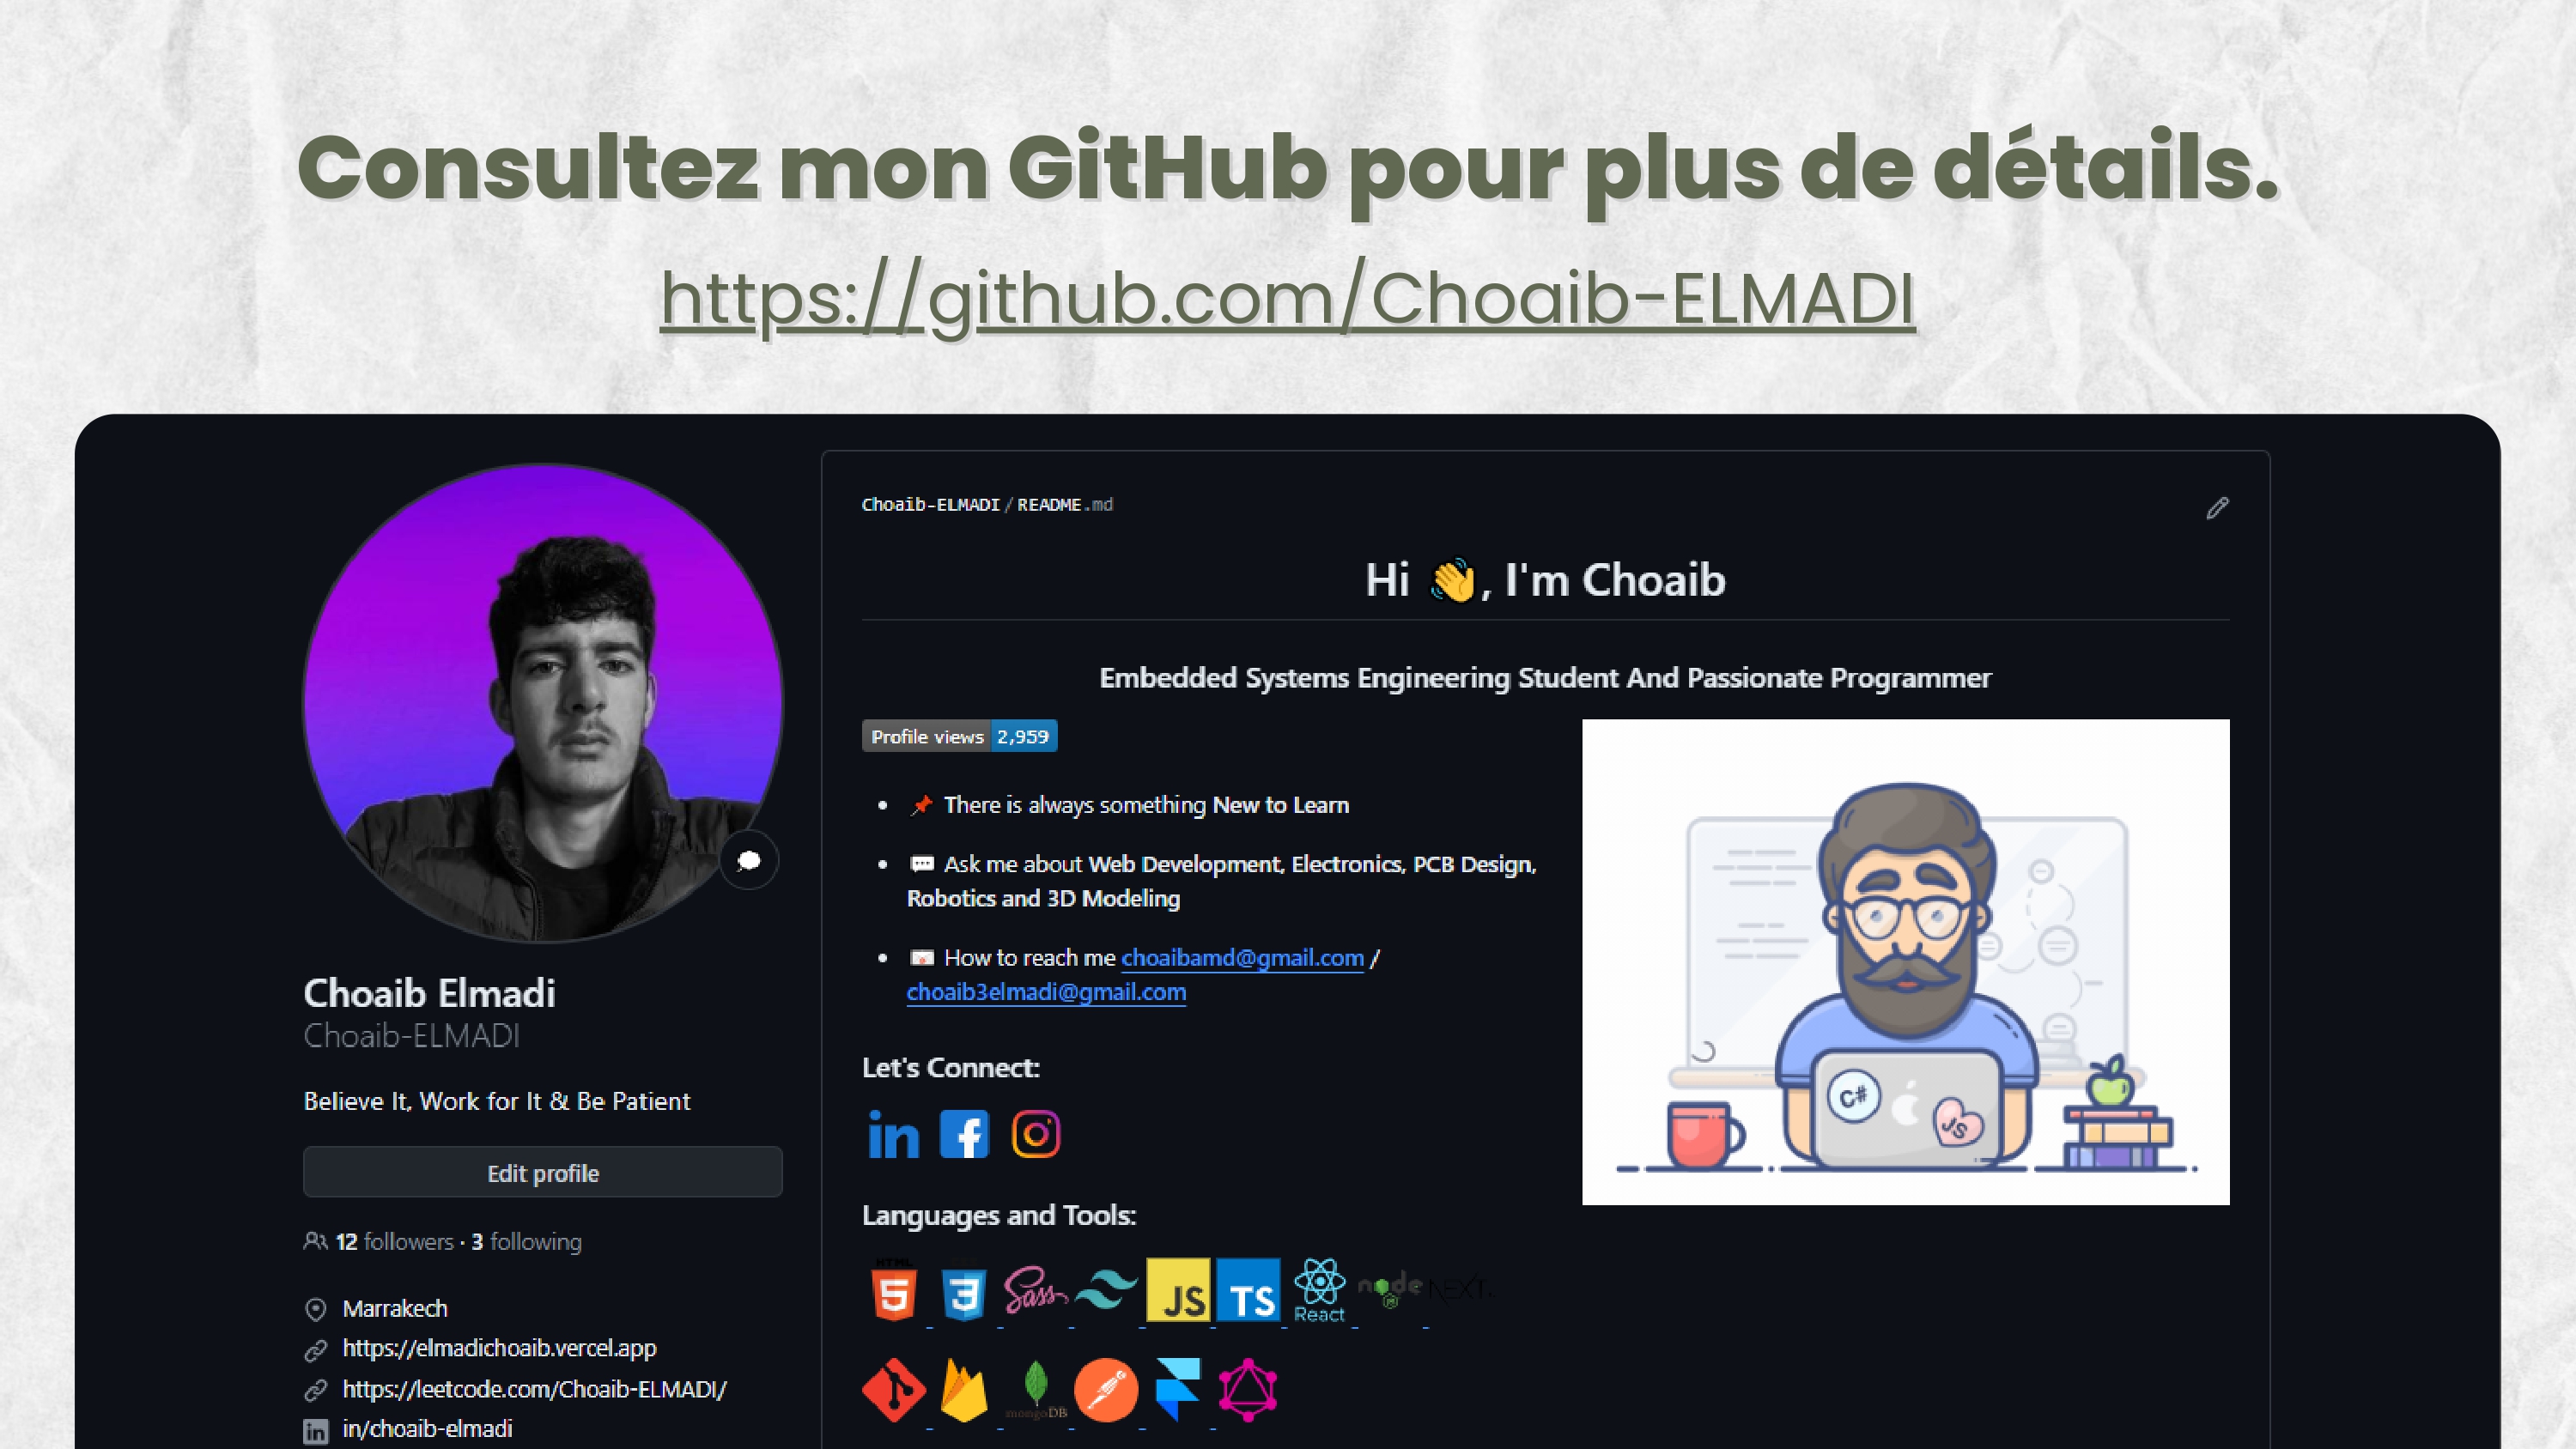 Consultez mon GitHub pour plus de détails.
https://github.com/Choaib-ELMADI
Choaib Elmadi
Choaib-ELMADI
Believe It, Work for It & Be Patient
Edit profile
12 followers · 3 following
Marrakech
https://elmadichoaib.vercel.app
https://leetcode.com/Choaib-ELMADI/
in/choaib-elmadi
Choaib-ELMADI / README.md
Hi 👋, I'm Choaib
Embedded Systems Engineering Student And Passionate Programmer
Profile views 2,959
📌 There is always something New to Learn
💬 Ask me about Web Development, Electronics, PCB Design,
Robotics and 3D Modeling
📧 How to reach me choaibamd@gmail.com /
choaib3elmadi@gmail.com
C#
JS
Let's Connect:
in f
Languages and Tools:
HTML 5 3 Sass JS TS React node JS NEXT.
mongoDB